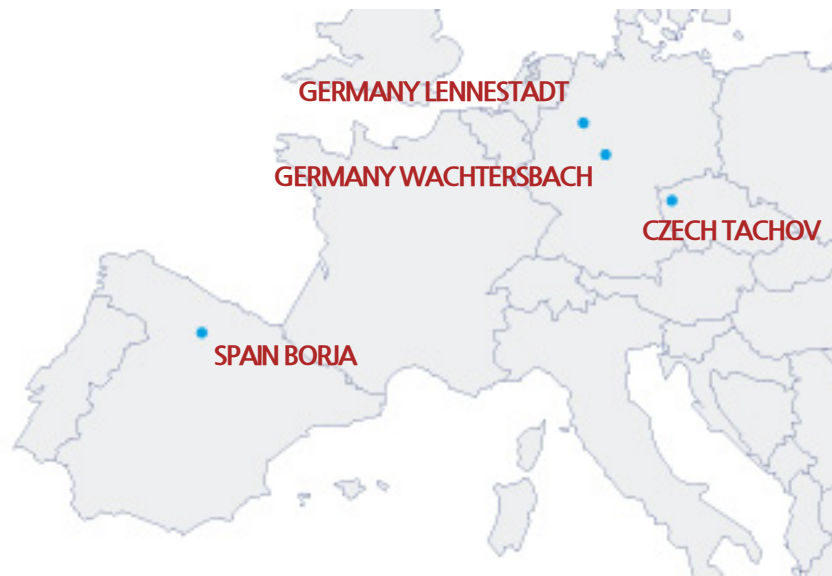 GERMANY LENNESTADT
GERMANY WACHTERSBACH
CZECH TACHOV
SPAIN BORJA